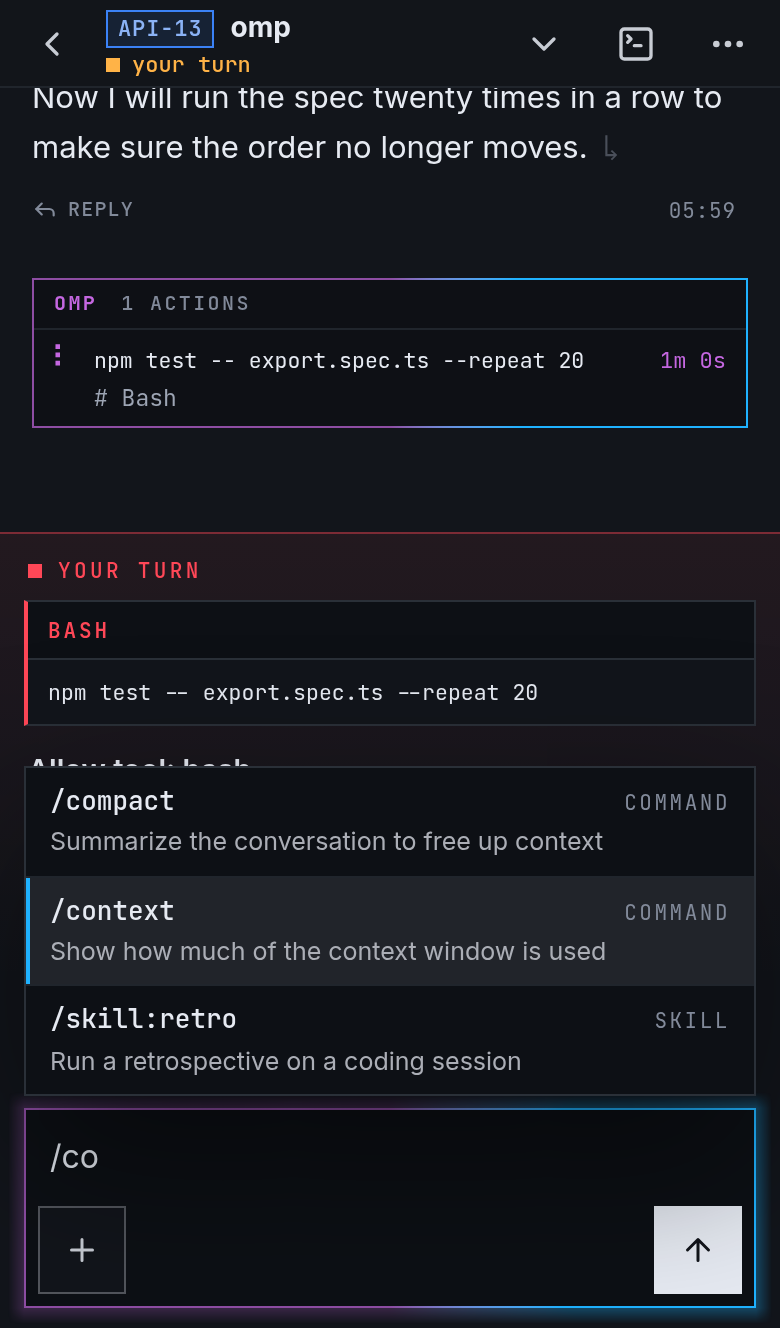 API-13 omp
your turn
Now I will run the spec twenty times in a row to
make sure the order no longer moves.
REPLY 05:59
OMP 1 ACTIONS
npm test -- export.spec.ts --repeat 20 1m 0s
# Bash
YOUR TURN
BASH
npm test -- export.spec.ts --repeat 20
Allow tool: bash
/compact COMMAND
Summarize the conversation to free up context
/context COMMAND
Show how much of the context window is used
/skill:retro SKILL
Run a retrospective on a coding session
/co